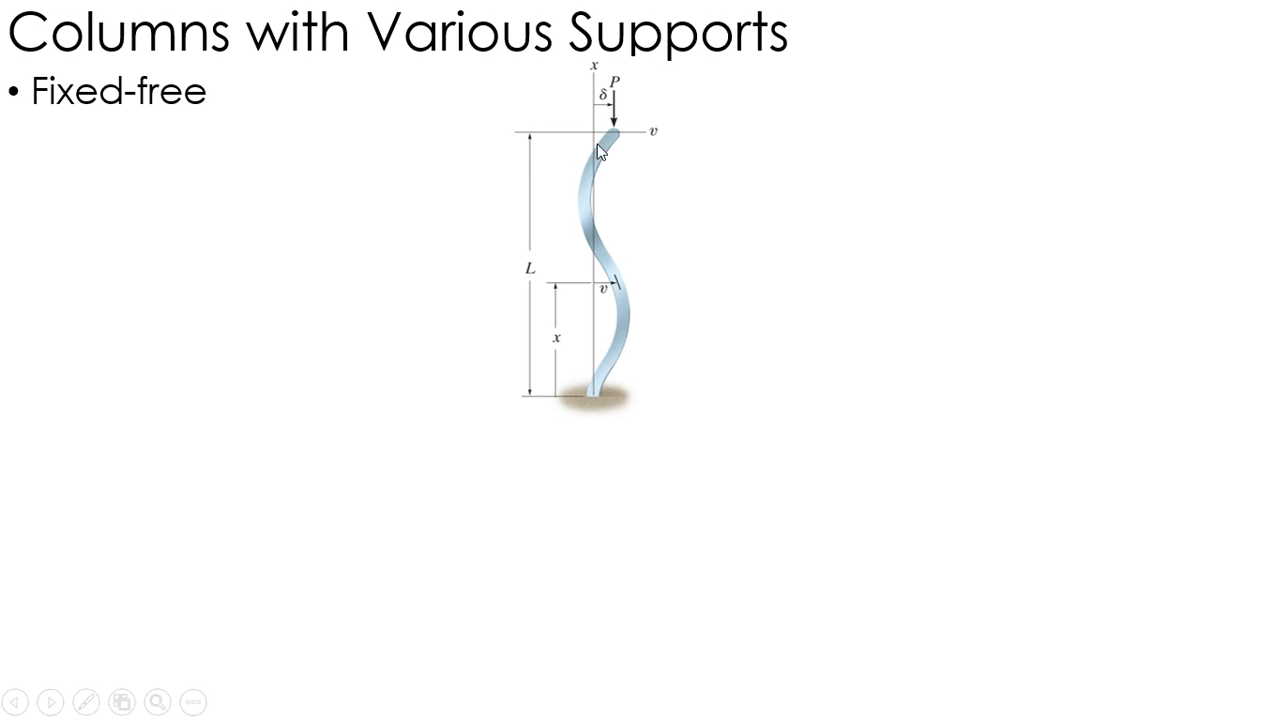 Columns with Various Supports
• Fixed-free
x
P
δ
v
L
v
x